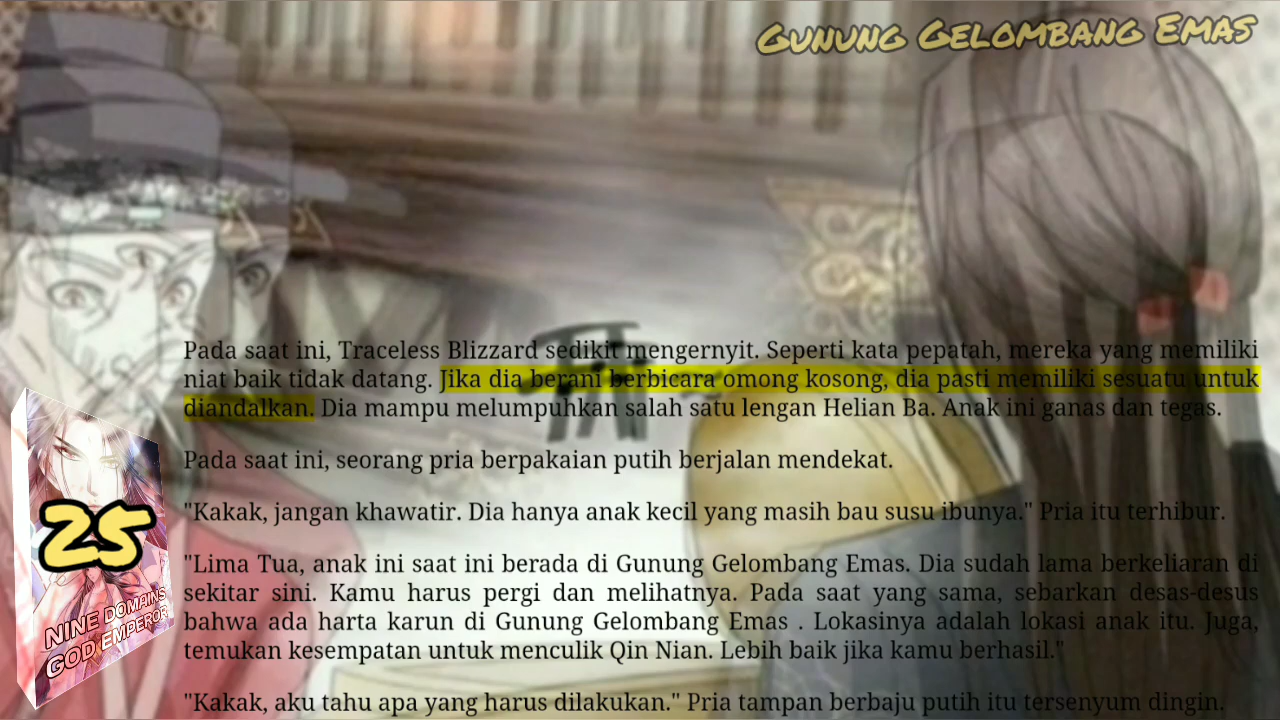 Gunung Gelombang Emas
Pada saat ini, Traceless Blizzard sedikit mengernyit. Seperti kata pepatah, mereka yang memiliki
niat baik tidak datang. Jika dia berani berbicara omong kosong, dia pasti memiliki sesuatu untuk
diandalkan. Dia mampu melumpuhkan salah satu lengan Helian Ba. Anak ini ganas dan tegas.
Pada saat ini, seorang pria berpakaian putih berjalan mendekat.
"Kakak, jangan khawatir. Dia hanya anak kecil yang masih bau susu ibunya." Pria itu terhibur.
"Lima Tua, anak ini saat ini berada di Gunung Gelombang Emas. Dia sudah lama berkeliaran di
sekitar sini. Kamu harus pergi dan melihatnya. Pada saat yang sama, sebarkan desas-desus
bahwa ada harta karun di Gunung Gelombang Emas . Lokasinya adalah lokasi anak itu. Juga,
temukan kesempatan untuk menculik Qin Nian. Lebih baik jika kamu berhasil."
"Kakak, aku tahu apa yang harus dilakukan." Pria tampan berbaju putih itu tersenyum dingin.
25
NINE DOMAINS
GOD EMPEROR